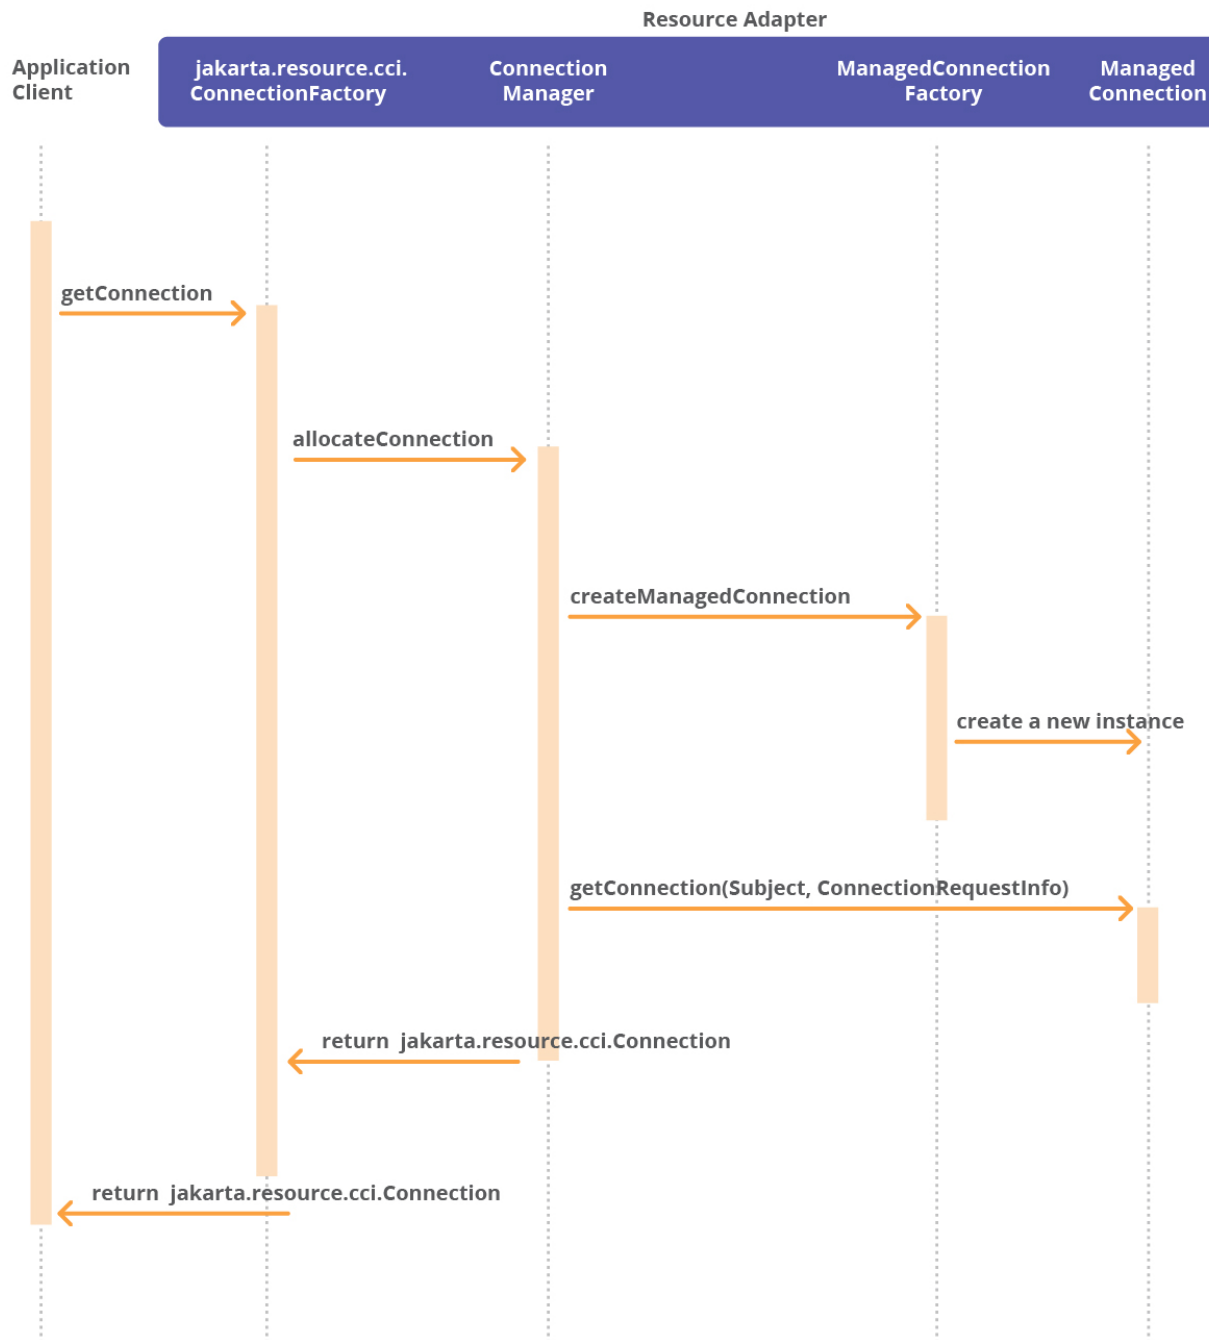 Resource Adapter
Application
Client
jakarta.resource.cci.
ConnectionFactory
Connection
Manager
ManagedConnection
Factory
Managed
Connection
getConnection
allocateConnection
createManagedConnection
create a new instance
getConnection(Subject, ConnectionRequestInfo)
return jakarta.resource.cci.Connection
return jakarta.resource.cci.Connection